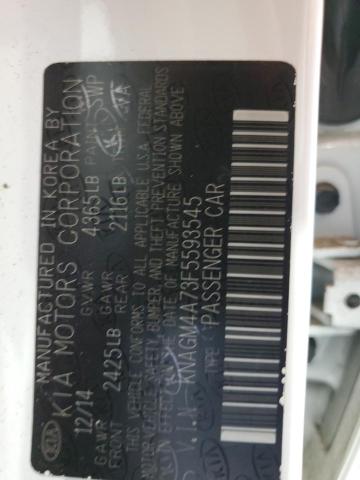 MANUFACTURED IN KOREA BY
KIA MOTORS CORPORATION
12/14 GVWR 4365LB PAINT SWP
GAWR FRONT 2425LB GAWR REAR 2116LB VA
THIS VEHICLE CONFORMS TO ALL APPLICABLE U.S.A. FEDERAL
MOTOR VEHICLE SAFETY, BUMPER, AND THEFT PREVENTION STANDARDS
IN EFFECT ON THE DATE OF MANUFACTURE SHOWN ABOVE
V.I.N KNAGM4A73F5593545
TYPE PASSENGER CAR
KIA